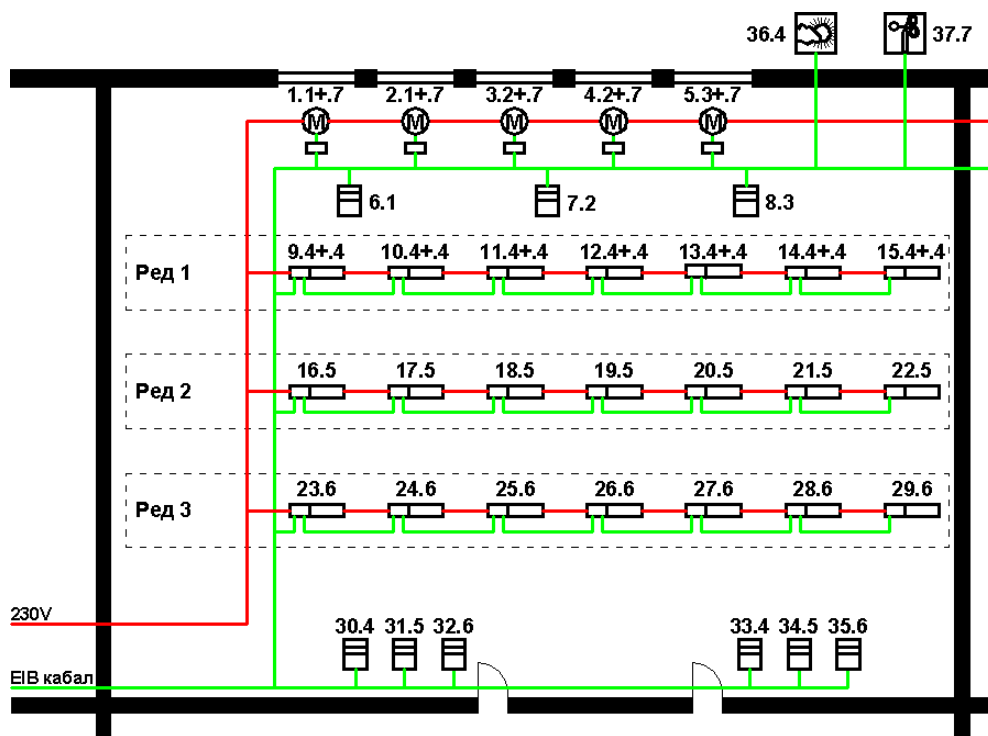 36.4 37.7
1.1+.7 2.1+.7 3.2+.7 4.2+.7 5.3+.7
M M M M M
6.1 7.2 8.3
9.4+.4 10.4+.4 11.4+.4 12.4+.4 13.4+.4 14.4+.4 15.4+.4
Ред 1
16.5 17.5 18.5 19.5 20.5 21.5 22.5
Ред 2
23.6 24.6 25.6 26.6 27.6 28.6 29.6
Ред 3
230V
30.4 31.5 32.6 33.4 34.5 35.6
EIB кабал